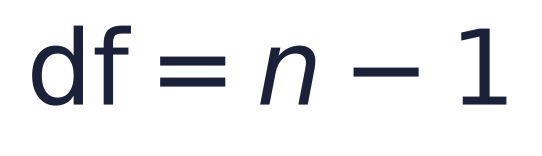 df = n − 1